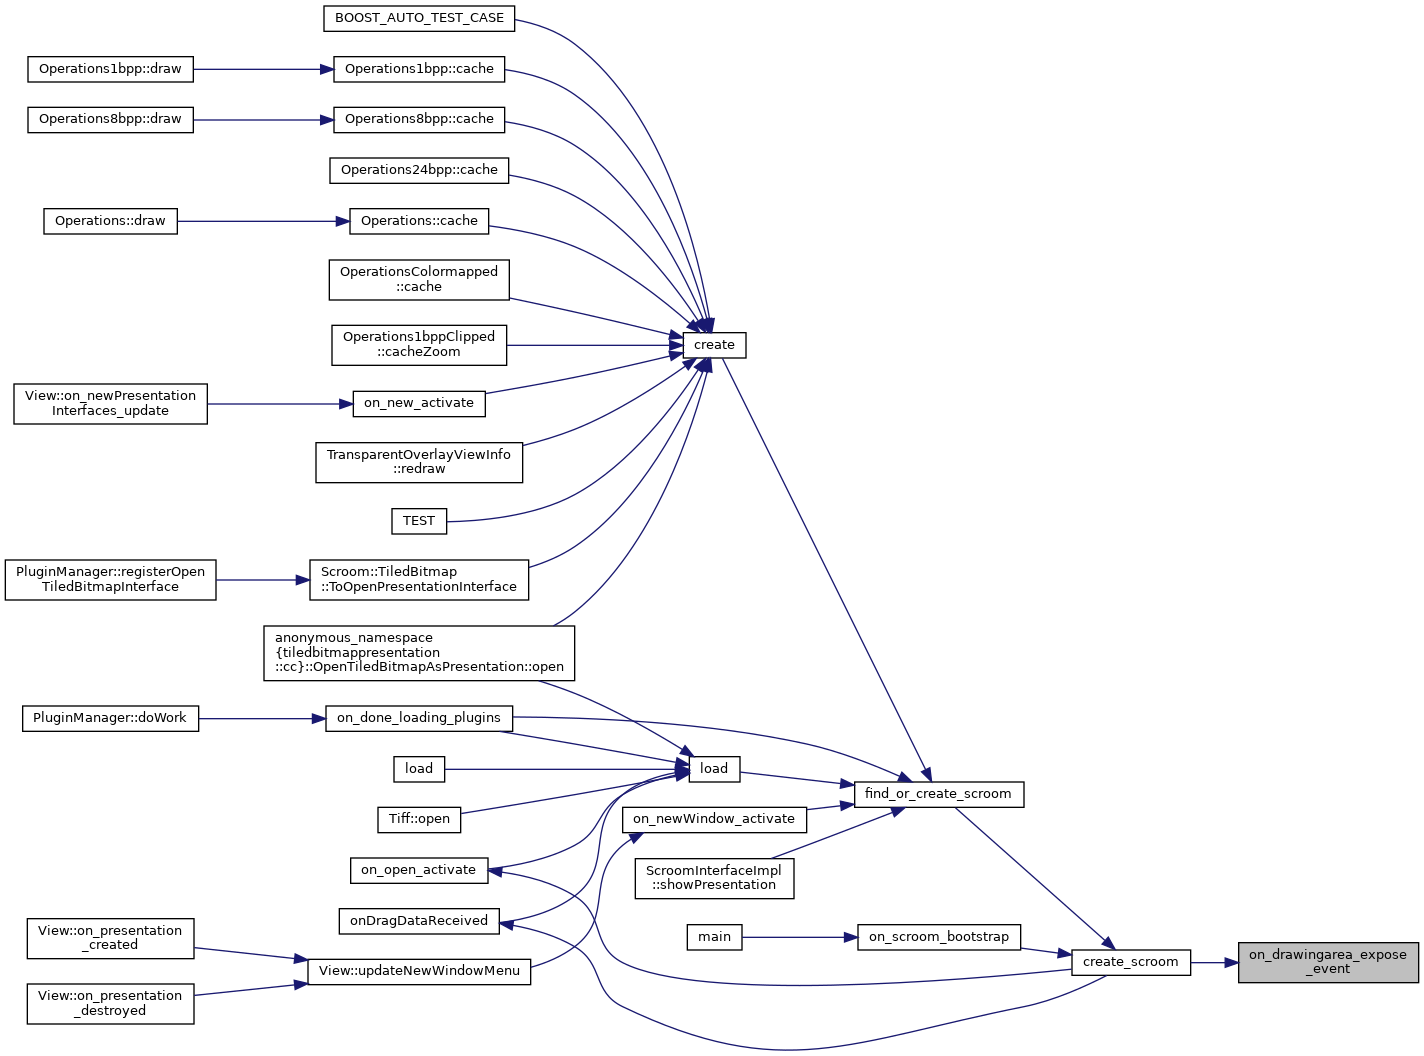 BOOST_AUTO_TEST_CASE
Operations1bpp::draw
Operations1bpp::cache
Operations8bpp::draw
Operations8bpp::cache
Operations24bpp::cache
Operations::draw
Operations::cache
OperationsColormapped
::cache
Operations1bppClipped
::cacheZoom
create
View::on_newPresentation
Interfaces_update
on_new_activate
TransparentOverlayViewInfo
::redraw
TEST
PluginManager::registerOpen
TiledBitmapInterface
Scroom::TiledBitmap
::ToOpenPresentationInterface
anonymous_namespace
{tiledbitmappresentation
::cc}::OpenTiledBitmapAsPresentation::open
PluginManager::doWork
on_done_loading_plugins
load
load
find_or_create_scroom
Tiff::open
on_newWindow_activate
on_open_activate
ScroomInterfaceImpl
::showPresentation
onDragDataReceived
View::on_presentation
_created
main
on_scroom_bootstrap
create_scroom
on_drawingarea_expose
_event
View::updateNewWindowMenu
View::on_presentation
_destroyed